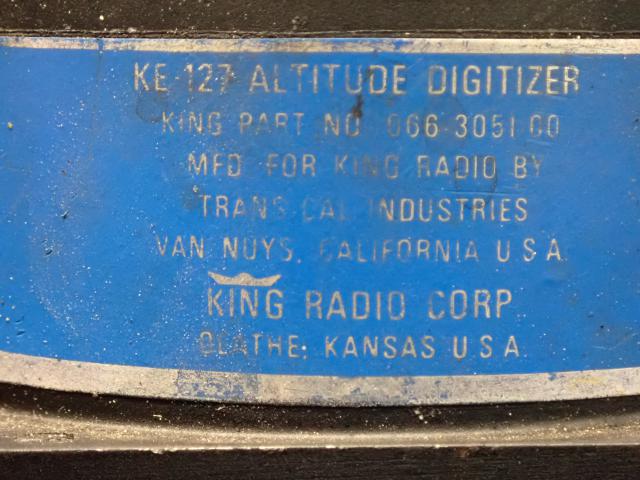 KE-127 ALTITUDE DIGITIZER
KING PART NO. 066-3051-00
MFD FOR KING RADIO BY
TRANS CAL INDUSTRIES
VAN NUYS, CALIFORNIA U S A
KING RADIO CORP
OLATHE, KANSAS U S A